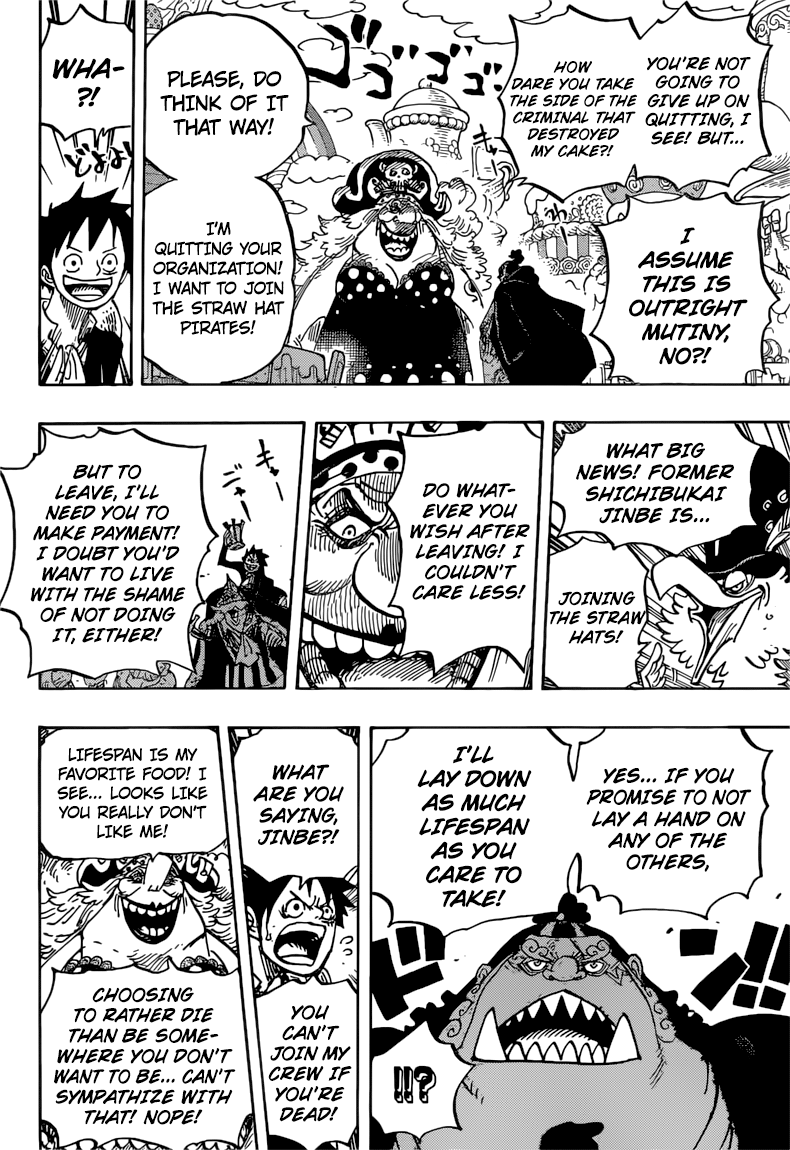 YOU'RE NOT
GOING TO
GIVE UP ON
QUITTING, I
SEE! BUT...
HOW
DARE YOU TAKE
THE SIDE OF THE
CRIMINAL THAT
DESTROYED
MY CAKE?!
I
ASSUME
THIS IS
OUTRIGHT
MUTINY,
NO?!
ゴゴゴ
PLEASE, DO
THINK OF IT
THAT WAY!
I'M
QUITTING YOUR
ORGANIZATION!
I WANT TO JOIN
THE STRAW HAT
PIRATES!
WHA-
?!
どよよ
WHAT BIG
NEWS! FORMER
SHICHIBUKAI
JINBE IS...
JOINING
THE STRAW
HATS!
DO WHAT-
EVER YOU
WISH AFTER
LEAVING! I
COULDN'T
CARE LESS!
BUT TO
LEAVE, I'LL
NEED YOU TO
MAKE PAYMENT!
I DOUBT YOU'D
WANT TO LIVE
WITH THE SHAME
OF NOT DOING
IT, EITHER!
YES... IF YOU
PROMISE TO NOT
LAY A HAND ON
ANY OF THE
OTHERS,
I'LL
LAY DOWN
AS MUCH
LIFESPAN
AS YOU
CARE TO
TAKE!
ドン!!
!!?
WHAT
ARE YOU
SAYING,
JINBE?!
YOU
CAN'T
JOIN MY
CREW IF
YOU'RE
DEAD!
LIFESPAN IS MY
FAVORITE FOOD! I
SEE... LOOKS LIKE
YOU REALLY DON'T
LIKE ME!
CHOOSING
TO RATHER DIE
THAN BE SOME-
WHERE YOU DON'T
WANT TO BE... CAN'T
SYMPATHIZE WITH
THAT! NOPE!